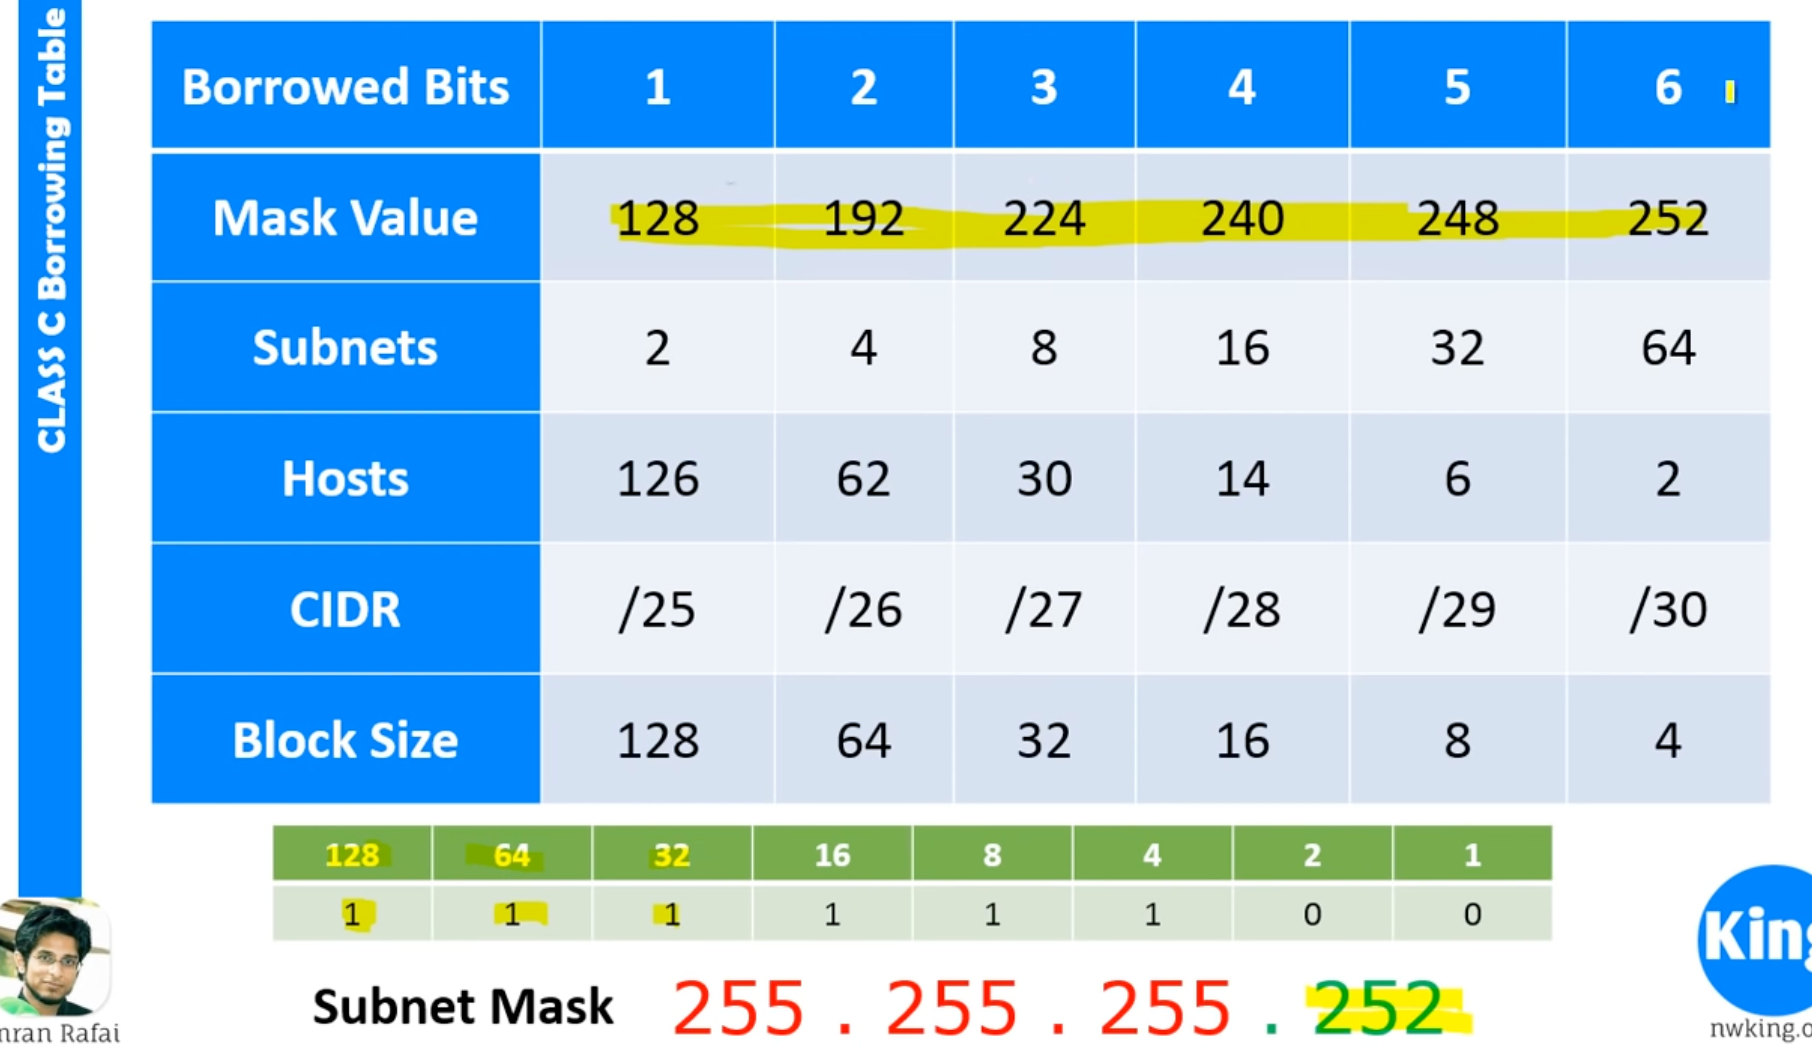 CLASS C Borrowing Table
Borrowed Bits 1 2 3 4 5 6
Mask Value 128 192 224 240 248 252
Subnets 2 4 8 16 32 64
Hosts 126 62 30 14 6 2
CIDR /25 /26 /27 /28 /29 /30
Block Size 128 64 32 16 8 4
128 64 32 16 8 4 2 1
1 1 1 1 1 1 0 0
Subnet Mask 255 . 255 . 255 . 252
nran Rafai
King
nwking.o